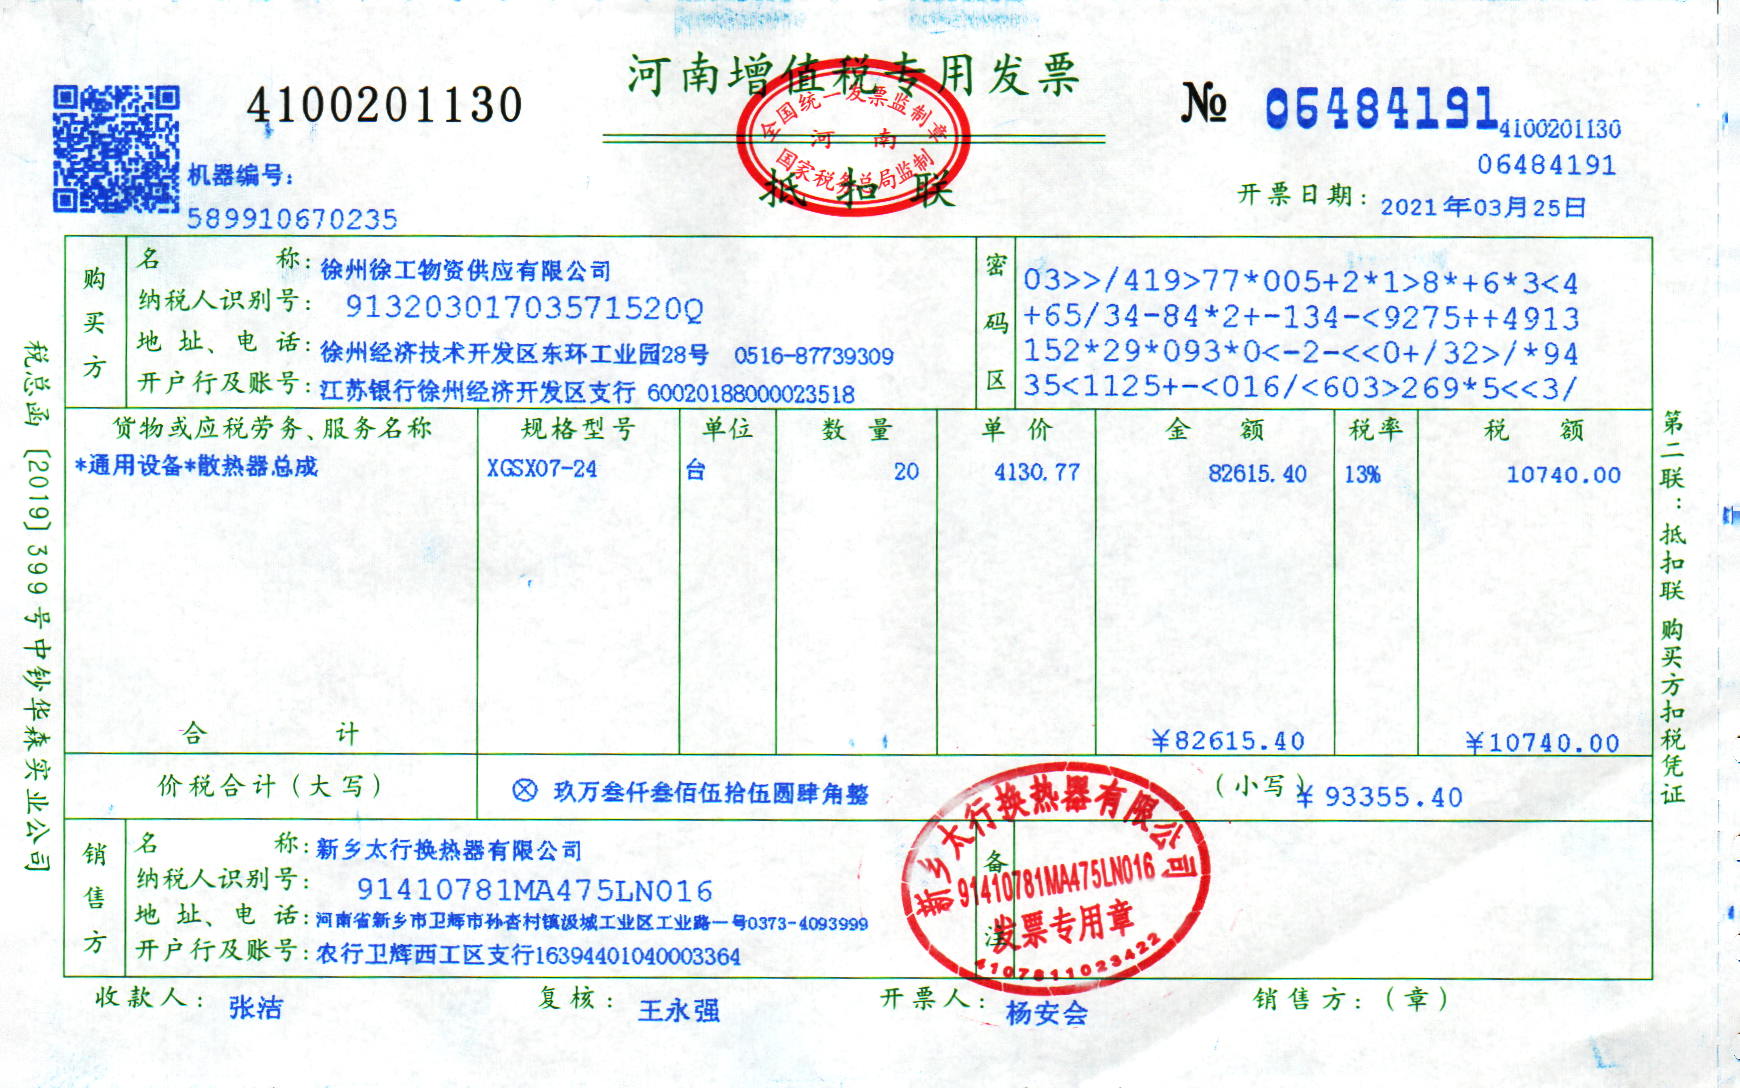 河南增值税专用发票
4100201130
№ 06484191
4100201130
06484191
全国统一发票监制章
河 南
国家税务总局监制
抵扣联
机器编号:
589910670235
开票日期: 2021年03月25日
购买方
名 称: 徐州徐工物资供应有限公司
纳税人识别号: 91320301703571520Q
地 址、电 话: 徐州经济技术开发区东环工业园28号 0516-87739309
开户行及账号: 江苏银行徐州经济开发区支行 60020188000023518
密码区
03>>/419>77*005+2*1>8*+6*3<4
+65/34-84*2+-134-<9275++4913
152*29*093*0<-2-<<0+/32>/*94
35<1125+-<016/<603>269*5<<3/
货物或应税劳务、服务名称 规格型号 单位 数 量 单 价 金 额 税率 税 额
*通用设备*散热器总成 XGSX07-24 台 20 4130.77 82615.40 13% 10740.00
合 计 ¥82615.40 ¥10740.00
价税合计(大写) ⊗ 玖万叁仟叁佰伍拾伍圆肆角整 (小写) ¥ 93355.40
销售方
名 称: 新乡太行换热器有限公司
纳税人识别号: 91410781MA475LN016
地 址、电 话: 河南省新乡市卫辉市孙杏村镇汲城工业区工业路一号0373-4093999
开户行及账号: 农行卫辉西工区支行16394401040003364
备注
新乡太行换热器有限公司
91410781MA475LN016
发票专用章
4107811023422
收款人: 张洁 复核: 王永强 开票人: 杨安会 销售方:(章)
税总函[2019]399号中钞华森实业公司
第二联:抵扣联 购买方扣税凭证